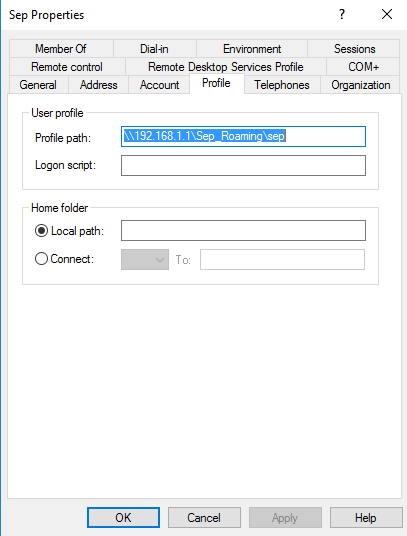 Sep Properties ? ×
Member Of Dial-in Environment Sessions
Remote control Remote Desktop Services Profile COM+
General Address Account Profile Telephones Organization
User profile
Profile path: \\192.168.1.1\Sep_Roaming\sep
Logon script:
Home folder
Local path:
Connect: To:
OK Cancel Apply Help